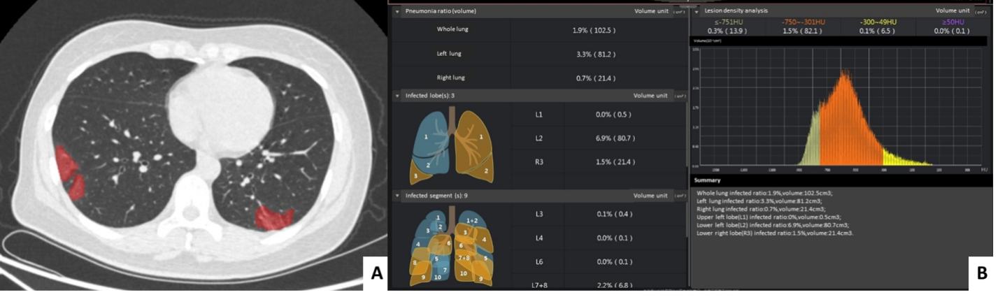 Pneumonia ratio (volume) Volume unit (cm³)
Whole lung 1.9% ( 102.5 )
Left lung 3.3% ( 81.2 )
Right lung 0.7% ( 21.4 )
Infected lobe(s): 3 Volume unit (cm³)
1 1
2 2
3
L1 0.0% ( 0.5 )
L2 6.9% ( 80.7 )
R3 1.5% ( 21.4 )
Infected segment (s): 9 Volume unit (cm³)
1 1+2
2
3 3
4 4
6 6
5 7+8 5
8
7
9 10 10 9
L3 0.1% ( 0.4 )
L4 0.0% ( 0.1 )
L6 0.0% ( 0.1 )
L7+8 2.2% ( 6.8 )
Lesion density analysis Volume unit (cm³)
≤-751HU -750~-301HU -300~49HU ≥50HU
0.3% ( 13.9 ) 1.5% ( 82.1 ) 0.1% ( 6.5 ) 0.0% ( 0.1 )
HU
Summary
Whole lung infected ratio:1.9%,volume:102.5cm3;
Left lung infected ratio:3.3%,volume:81.2cm3;
Right lung infected ratio:0.7%,volume:21.4cm3;
Upper left lobe(L1) infected ratio:0%,volume:0.5cm3;
Lower left lobe(L2) infected ratio:6.9%,volume:80.7cm3;
Lower right lobe(R3) infected ratio:1.5%,volume:21.4cm3.
A
B